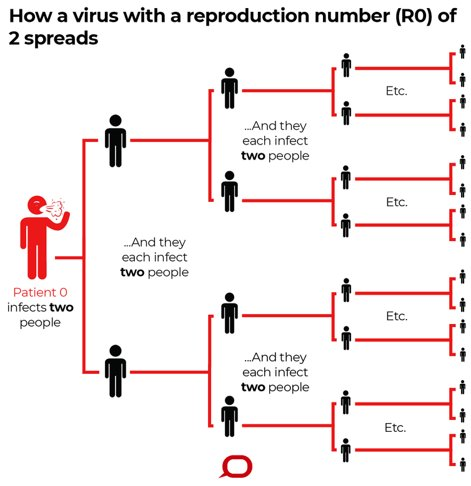 How a virus with a reproduction number (R0) of
2 spreads
Etc.
...And they
each infect
two people
Etc.
...And they
each infect
two people
Patient 0
infects two
people
Etc.
...And they
each infect
two people
Etc.